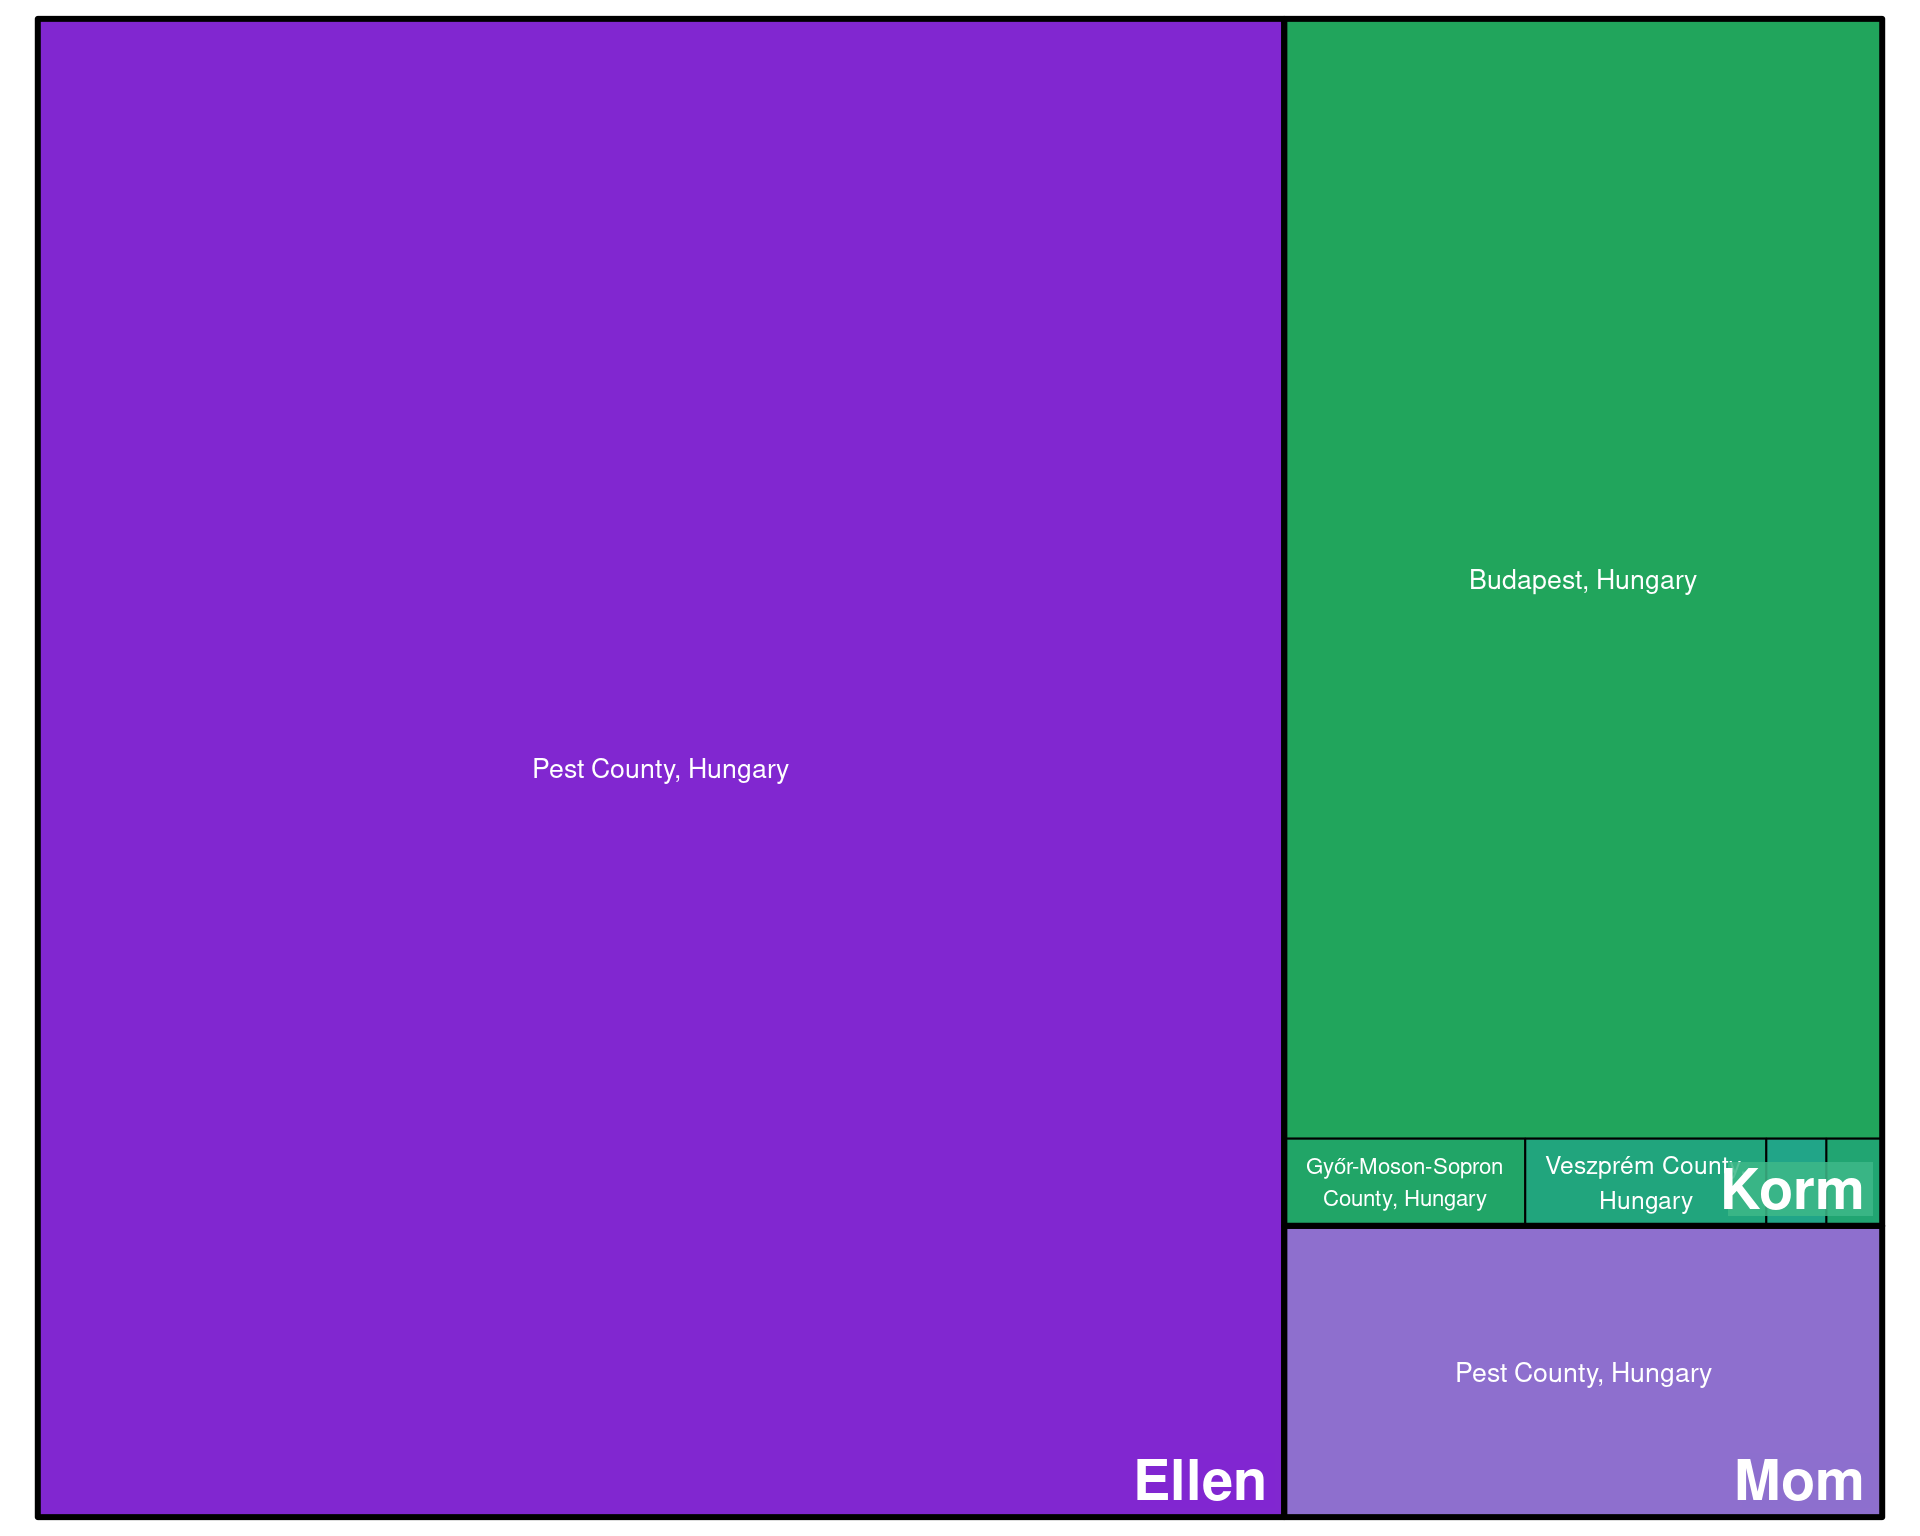 Budapest, Hungary
Pest County, Hungary
Győr-Moson-Sopron
County, Hungary
Veszprém County
Hungary
Korm
Pest County, Hungary
Ellen
Mom